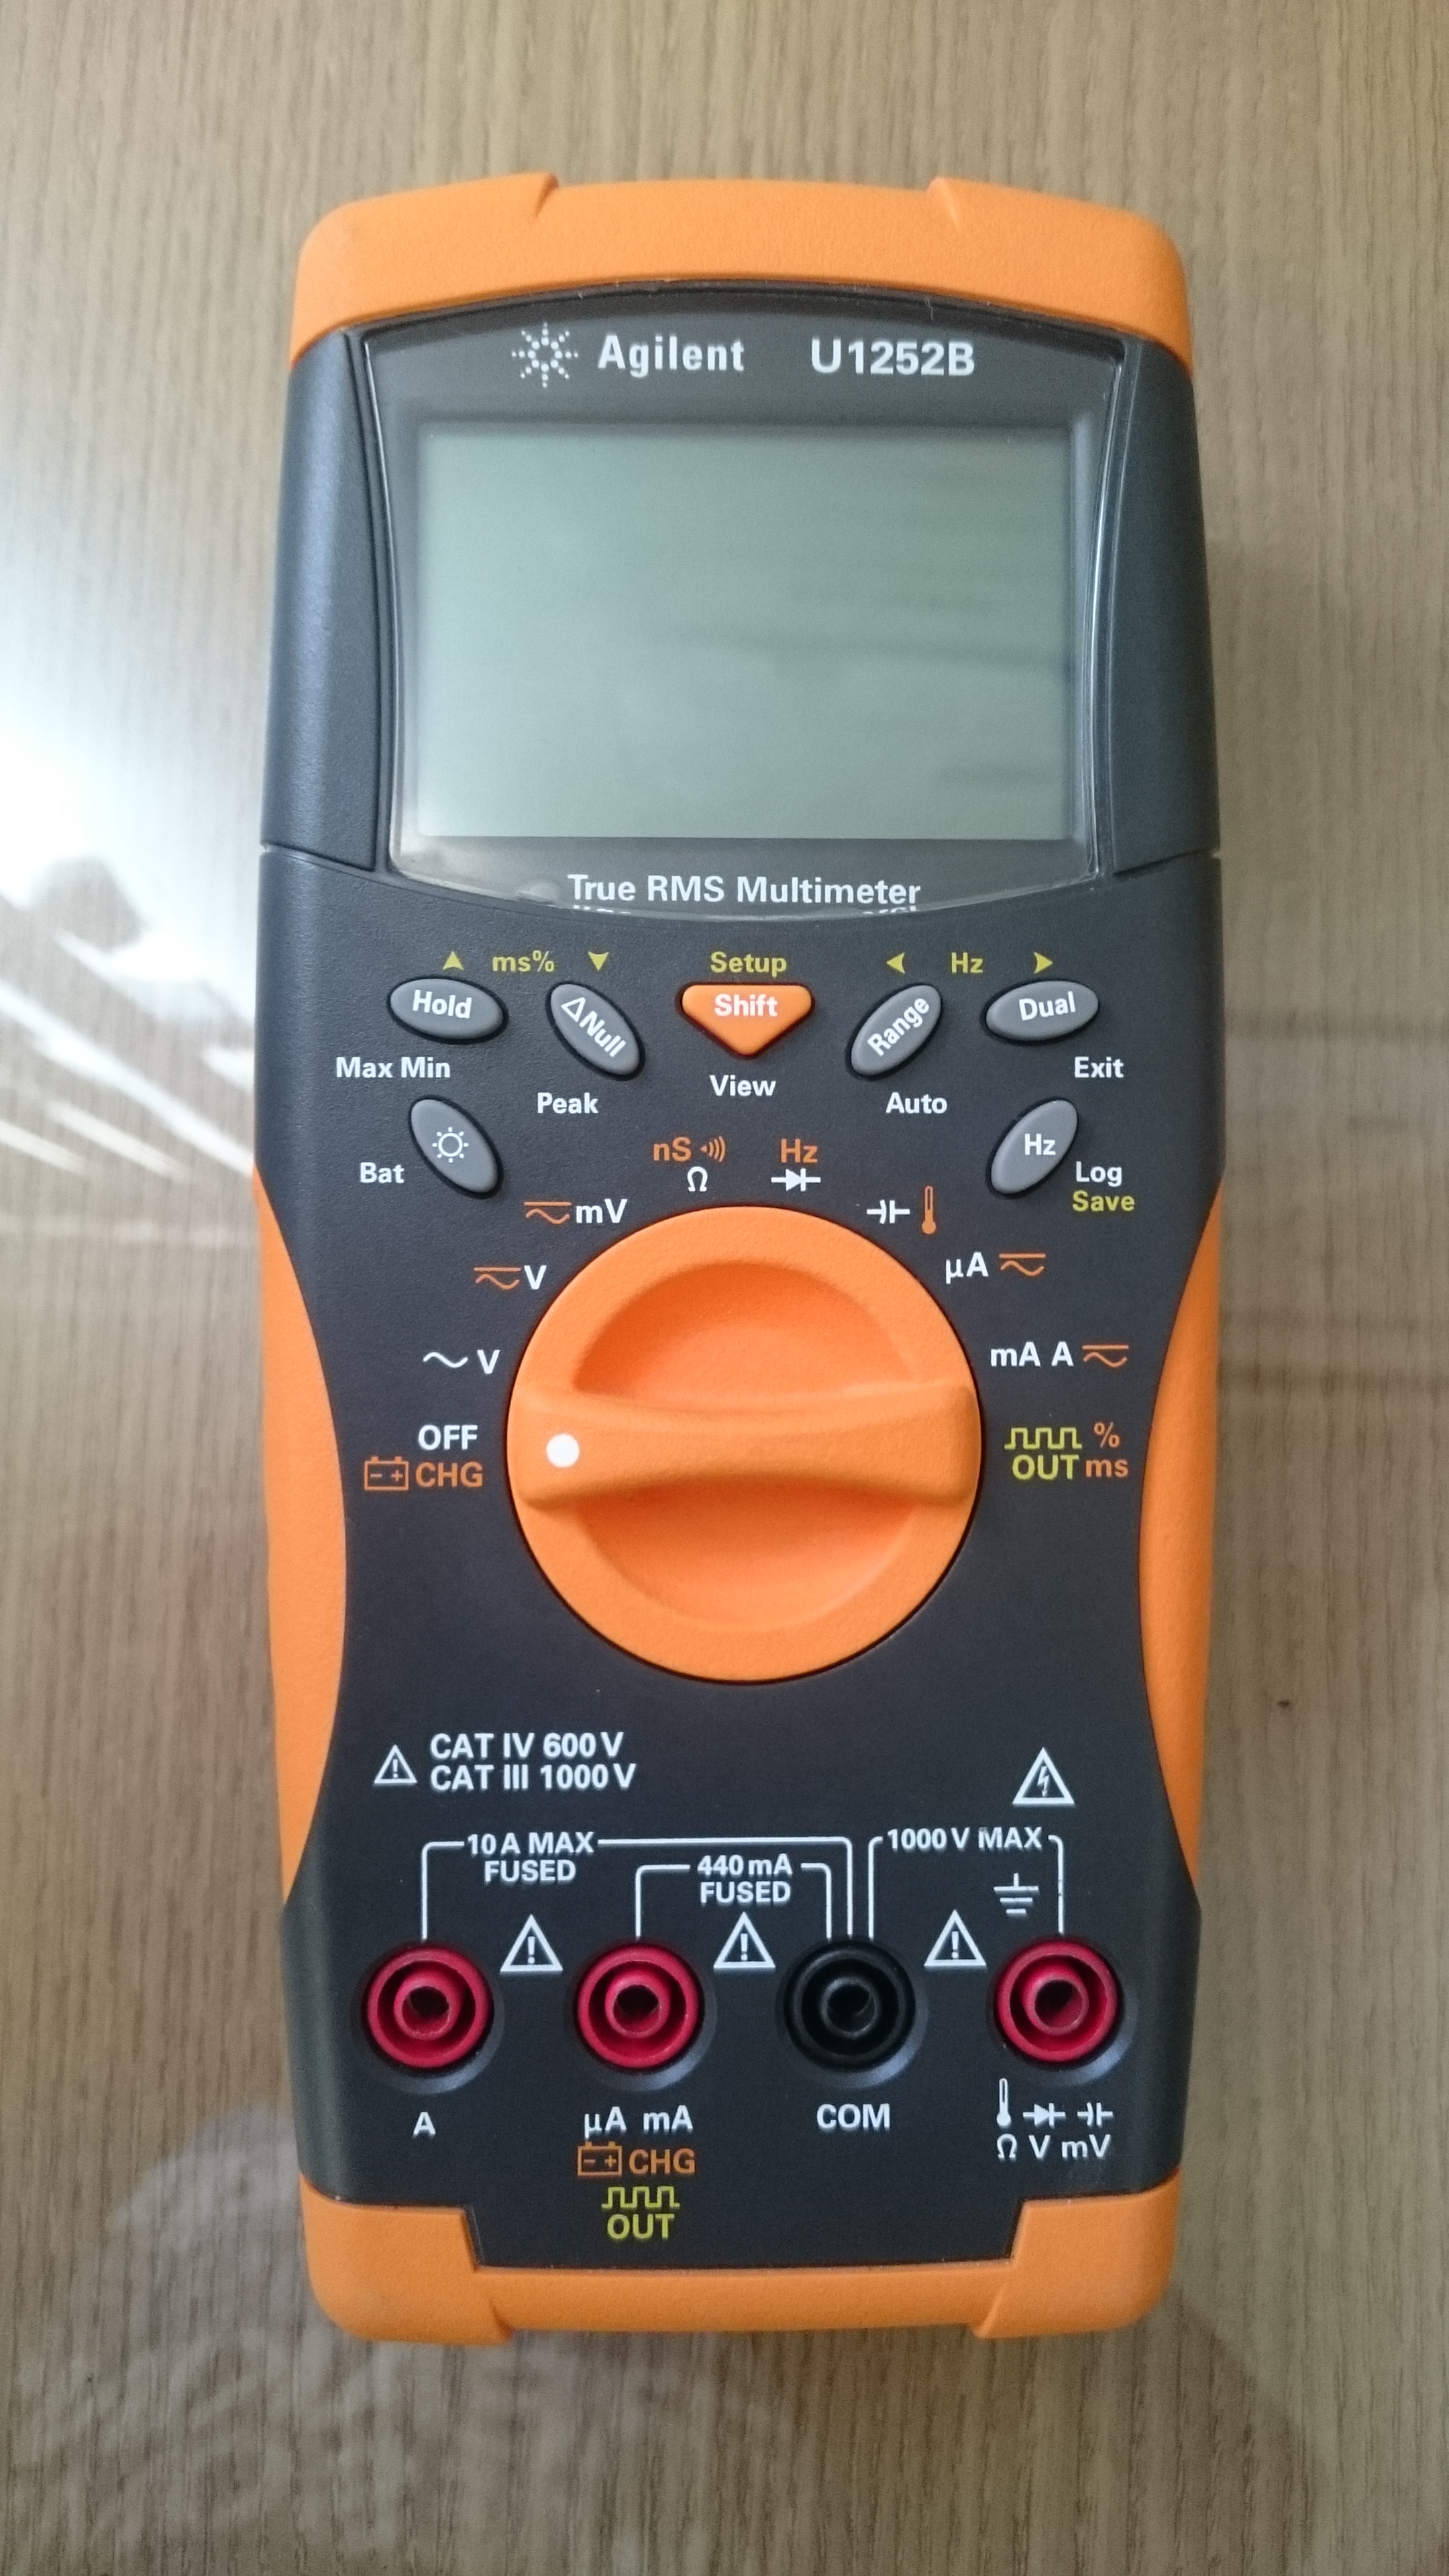 Agilent U1252B
True RMS Multimeter
ms% Setup Hz
Hold ΔNull Shift Range Dual
Max Min Peak View Auto Exit
Bat Hz Log
Save
nS Hz
Ω
mV
V µA
~ V mA A
OFF %
CHG OUT ms
CAT IV 600 V
CAT III 1000 V
10 A MAX 1000 V MAX
FUSED
440 mA
FUSED
A µA mA COM
Ω V mV
CHG
OUT